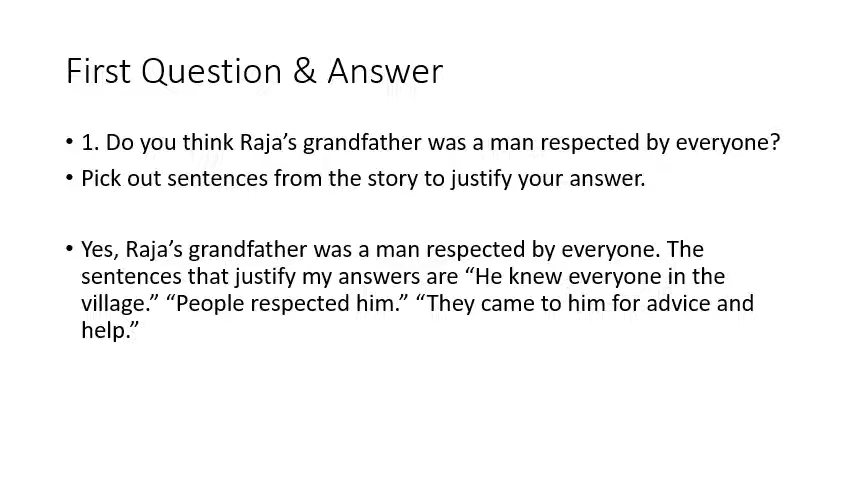 First Question & Answer
• 1. Do you think Raja’s grandfather was a man respected by everyone?
• Pick out sentences from the story to justify your answer.
• Yes, Raja’s grandfather was a man respected by everyone. The
sentences that justify my answers are “He knew everyone in the
village.” “People respected him.” “They came to him for advice and
help.”